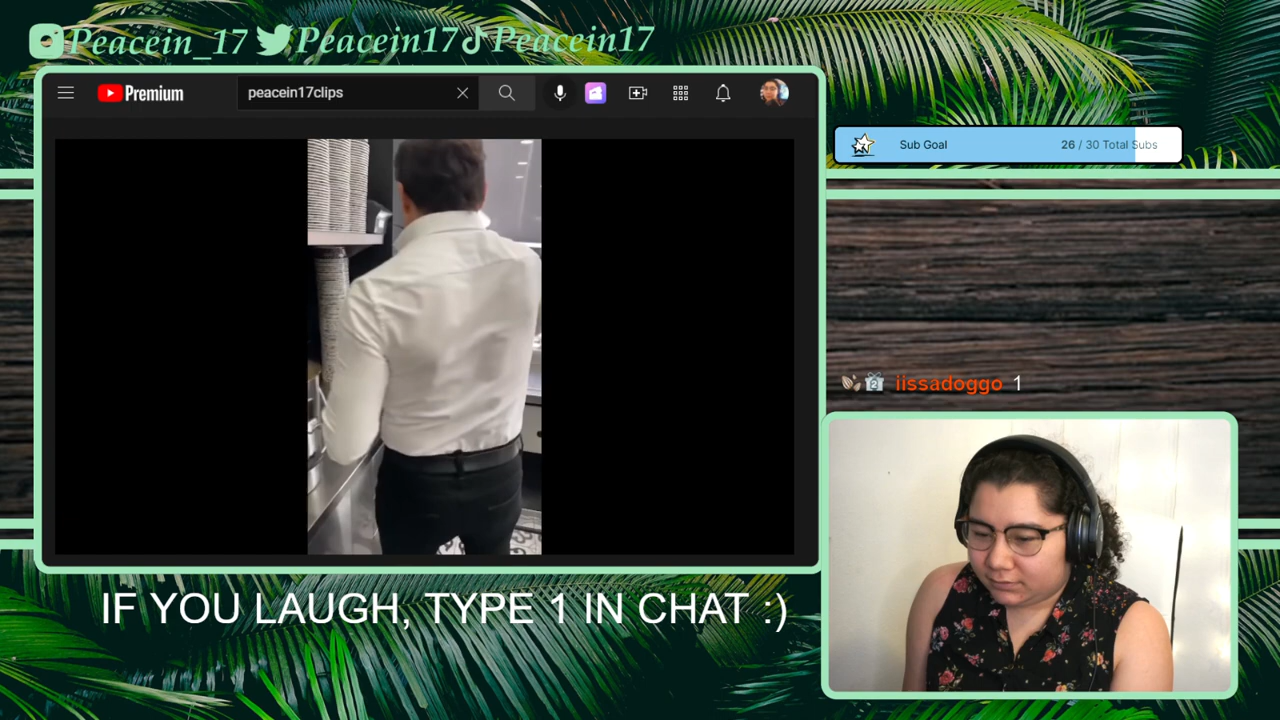 Peacein_17 Peacein17 Peacein17
Premium
peacein17clips
Sub Goal 26 / 30 Total Subs
2 iissadoggo 1
IF YOU LAUGH, TYPE 1 IN CHAT :)